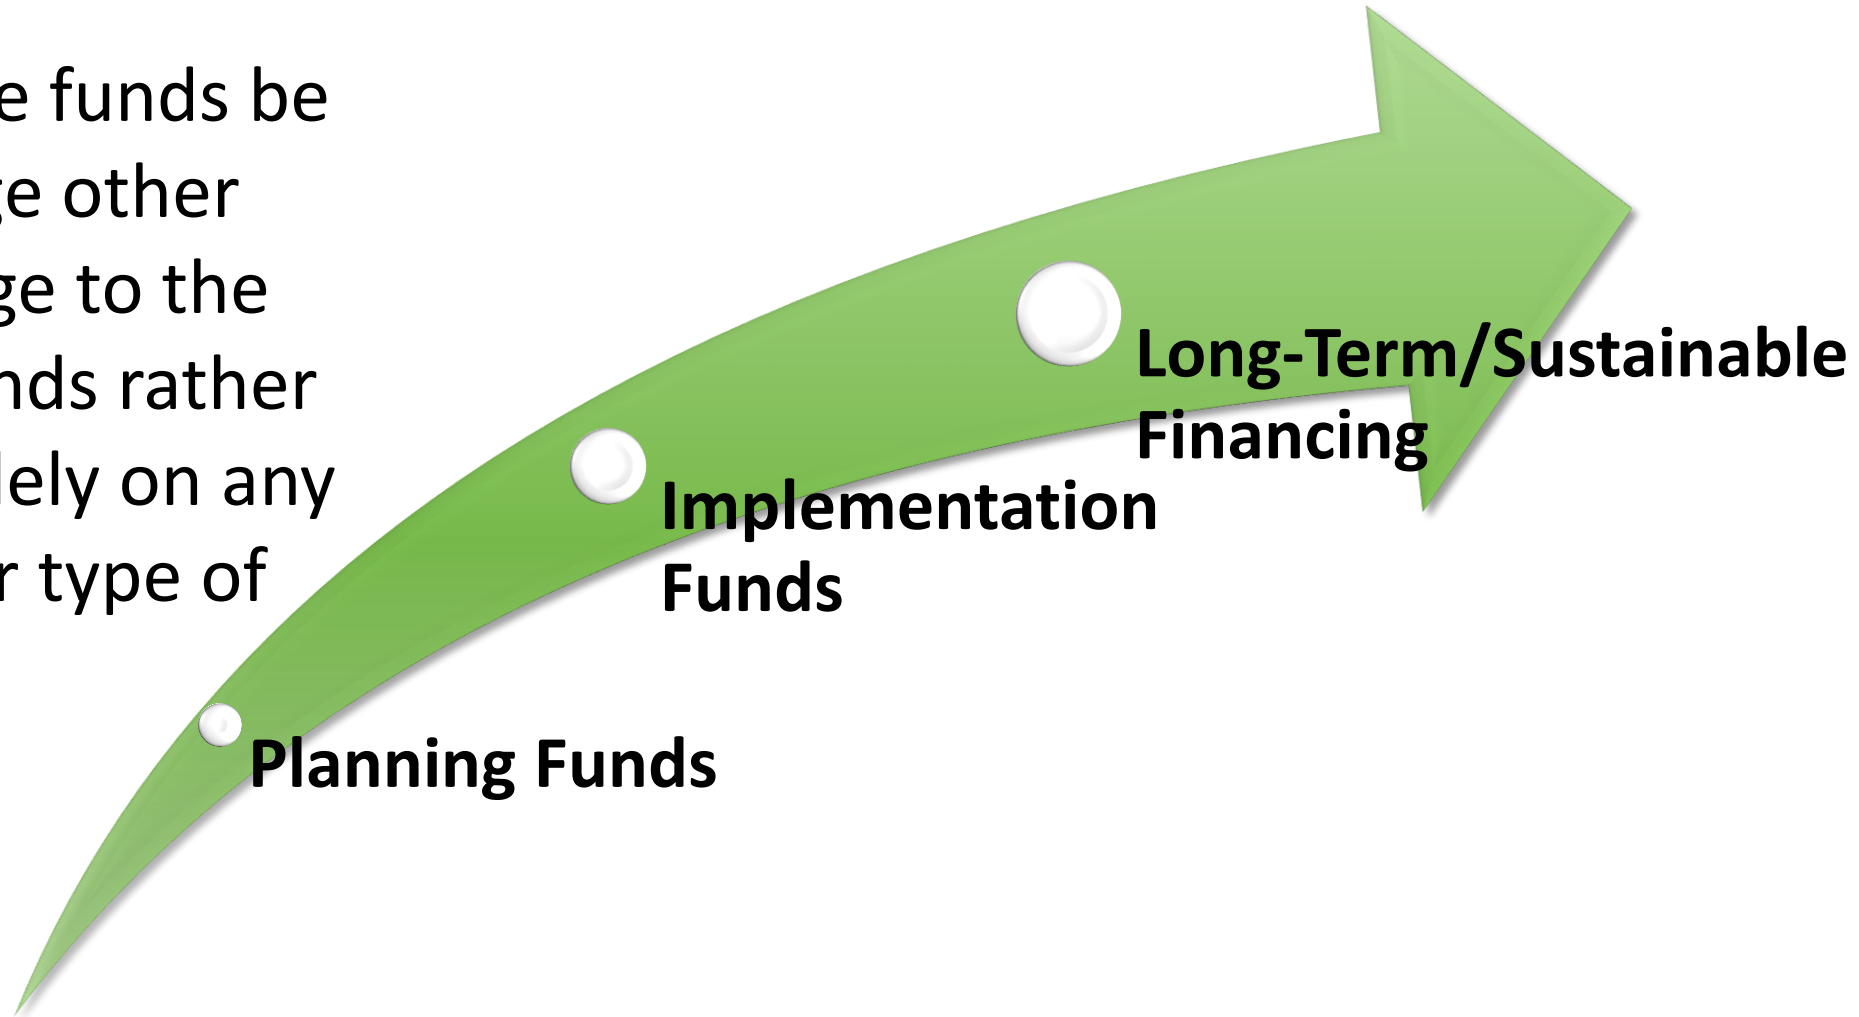 e funds be
ge other
ge to the
nds rather
lely on any
r type of
Long-Term/Sustainable
Financing
Implementation
Funds
Planning Funds